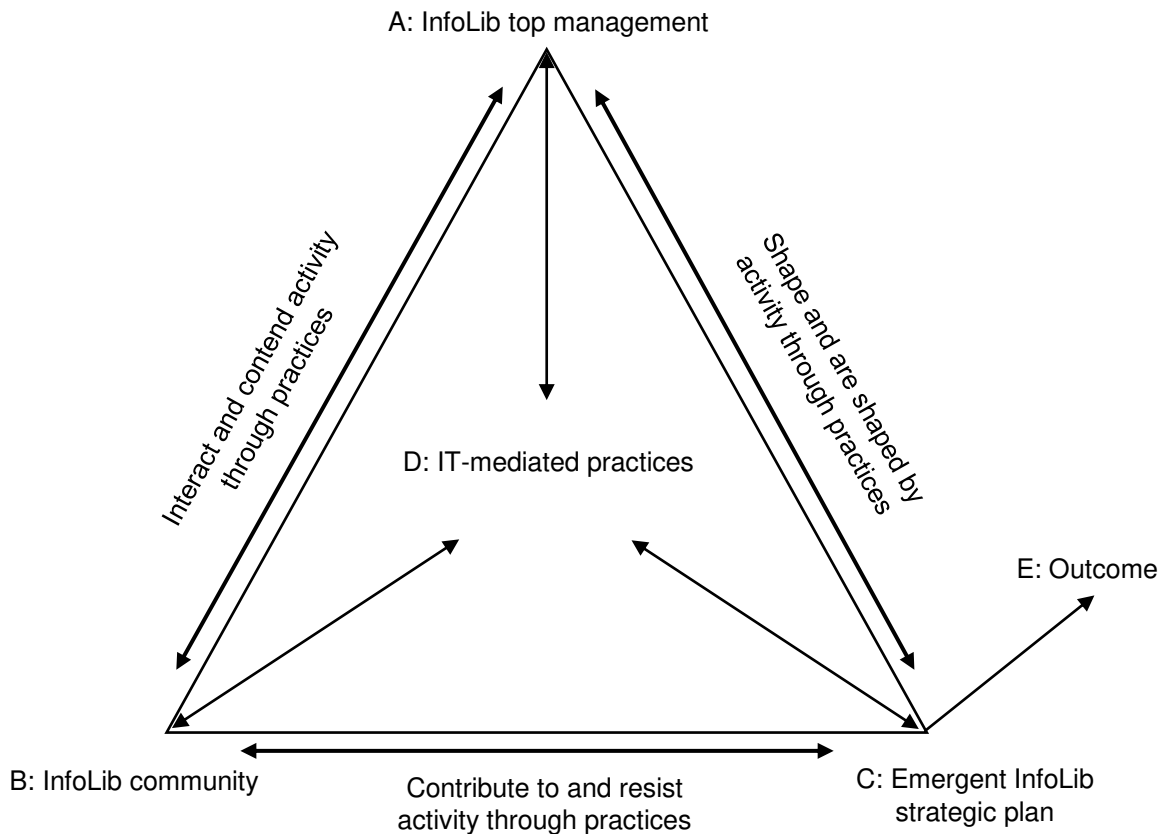 A: InfoLib top management
Interact and contend activity
through practices
Shape and are shaped by
activity through practices
D: IT-mediated practices
E: Outcome
B: InfoLib community
Contribute to and resist
activity through practices
C: Emergent InfoLib
strategic plan